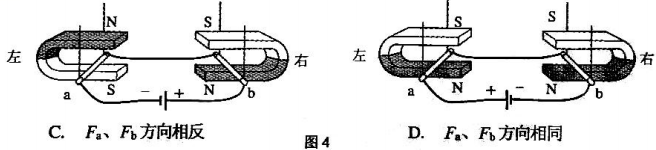 N S S S
左 右 左 右
S N N N
a b a b
− + + −
C. Fa、Fb 方向相反 图4 D. Fa、Fb 方向相同